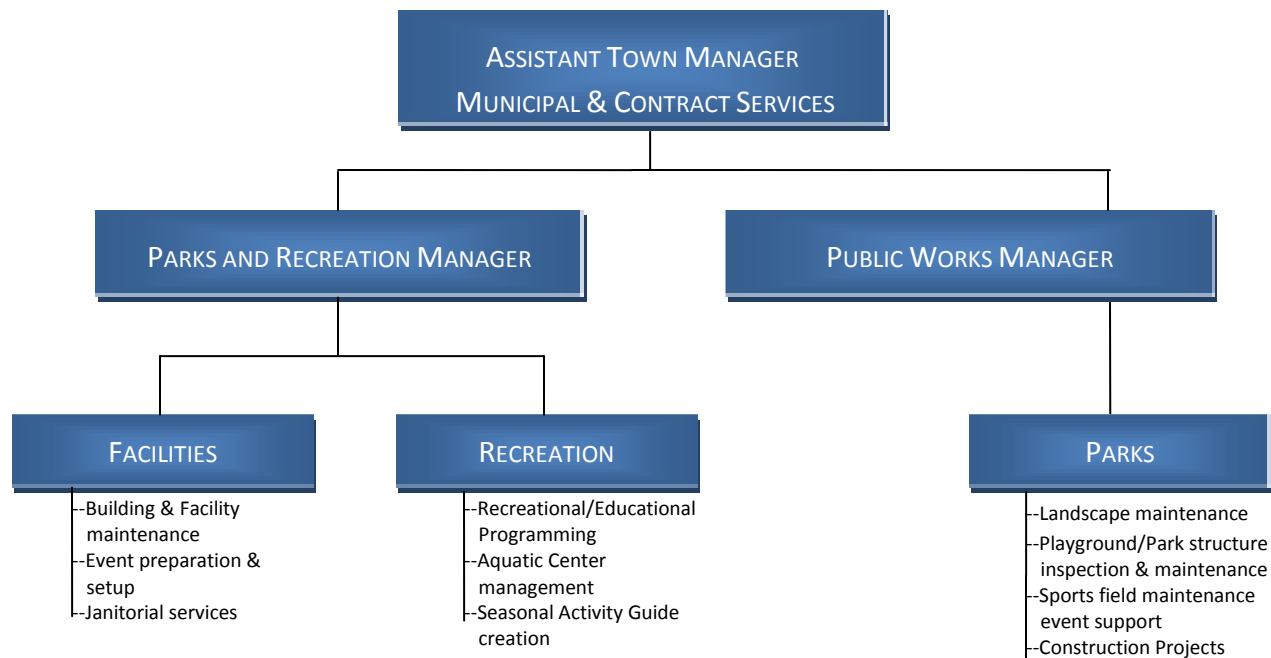 ASSISTANT TOWN MANAGER
MUNICIPAL & CONTRACT SERVICES
PARKS AND RECREATION MANAGER
PUBLIC WORKS MANAGER
FACILITIES
--Building & Facility
maintenance
--Event preparation &
setup
--Janitorial services
RECREATION
--Recreational/Educational
Programming
--Aquatic Center
management
--Seasonal Activity Guide
creation
PARKS
--Landscape maintenance
--Playground/Park structure
inspection & maintenance
--Sports field maintenance
event support
--Construction Projects